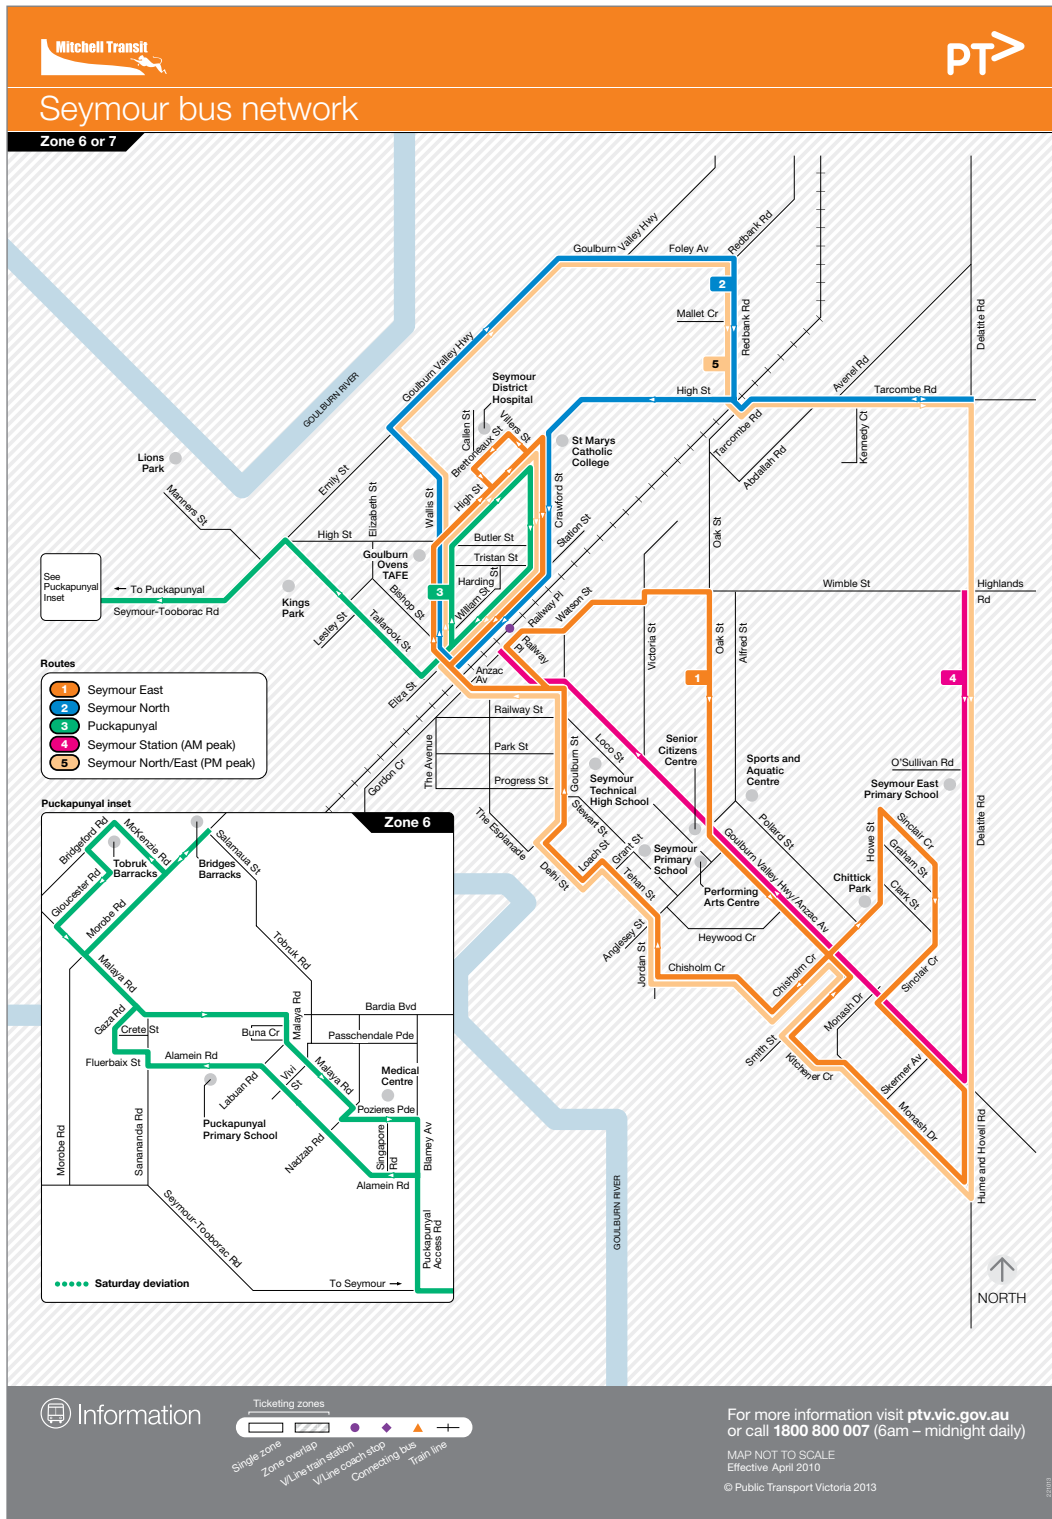 Mitchell Transit
PT>
Seymour bus network
Zone 6 or 7
Goulburn Valley Hwy
Foley Av
Redbank Rd
2
Mallet Cr
Redbank Rd
Delatite Rd
Goulburn Valley Hwy
GOULBURN RIVER
5
Avenel Rd
Seymour
District
Hospital
High St
Tarcombe Rd
Callen St
Villers St
Brettoneaux St
St Marys
Catholic
College
Tarcombe Rd
Abdallah Rd
Kennedy Ct
Lions
Park
Emily St
Manners St
Elizabeth St
Wallis St
High St
Crawford St
Station St
Oak St
High St
Butler St
Goulburn
Ovens
TAFE
Tristan St
Harding
St
See
Puckapunyal
Inset
To Puckapunyal
Seymour-Tooborac Rd
Kings
Park
Bishop St
3
William St
Railway Pl
Watson St
Wimble St
Highlands
Rd
Lesley St
Tallarook St
Railway
Pl
Victoria St
Oak St
Alfred St
Routes
1 Seymour East
2 Seymour North
3 Puckapunyal
4 Seymour Station (AM peak)
5 Seymour North/East (PM peak)
Eliza St
Anzac
Av
1
4
Railway St
The Avenue
Park St
Progress St
Gordon Cr
Goulburn St
Loco St
Senior
Citizens
Centre
Sports and
Aquatic
Centre
O'Sullivan Rd
Seymour East
Primary School
Seymour
Technical
High School
The Esplanade
Stewart St
Delhi St
Loach St
Grant St
Tehan St
Seymour
Primary
School
Performing
Arts Centre
Goulburn Valley Hwy/Anzac Av
Pollard St
Howe St
Sinclair Cr
Graham St
Clark St
Delatite Rd
Chittick
Park
Anglesey St
Jordan St
Heywood Cr
Chisholm Cr
Chisholm Cr
Sinclair Cr
Monash Dr
Smith St
Kitchener Cr
Skermer Av
Monash Dr
Hume and Hovell Rd
Puckapunyal inset
Zone 6
Bridgeford Rd
McKenzie Rd
Salamaua St
Tobruk
Barracks
Bridges
Barracks
Gloucester Rd
Morobe Rd
Tobruk Rd
Malaya Rd
Malaya Rd
Bardia Bvd
Gaza Rd
Crete St
Buna Cr
Passchendale Pde
Fluerbaix St
Alamein Rd
Labuan Rd
Vivi
St
Malaya Rd
Medical
Centre
Puckapunyal
Primary School
Pozieres Pde
Morobe Rd
Sanananda Rd
Nadzab Rd
Singapore
Rd
Blamey Av
Alamein Rd
Seymour-Tooborac Rd
Puckapunyal
Access Rd
Saturday deviation
To Seymour
GOULBURN RIVER
NORTH
Information
Ticketing zones
Single zone
Zone overlap
V/Line train station
V/Line coach stop
Connecting bus
Train line
For more information visit ptv.vic.gov.au
or call 1800 800 007 (6am – midnight daily)
MAP NOT TO SCALE
Effective April 2010
© Public Transport Victoria 2013